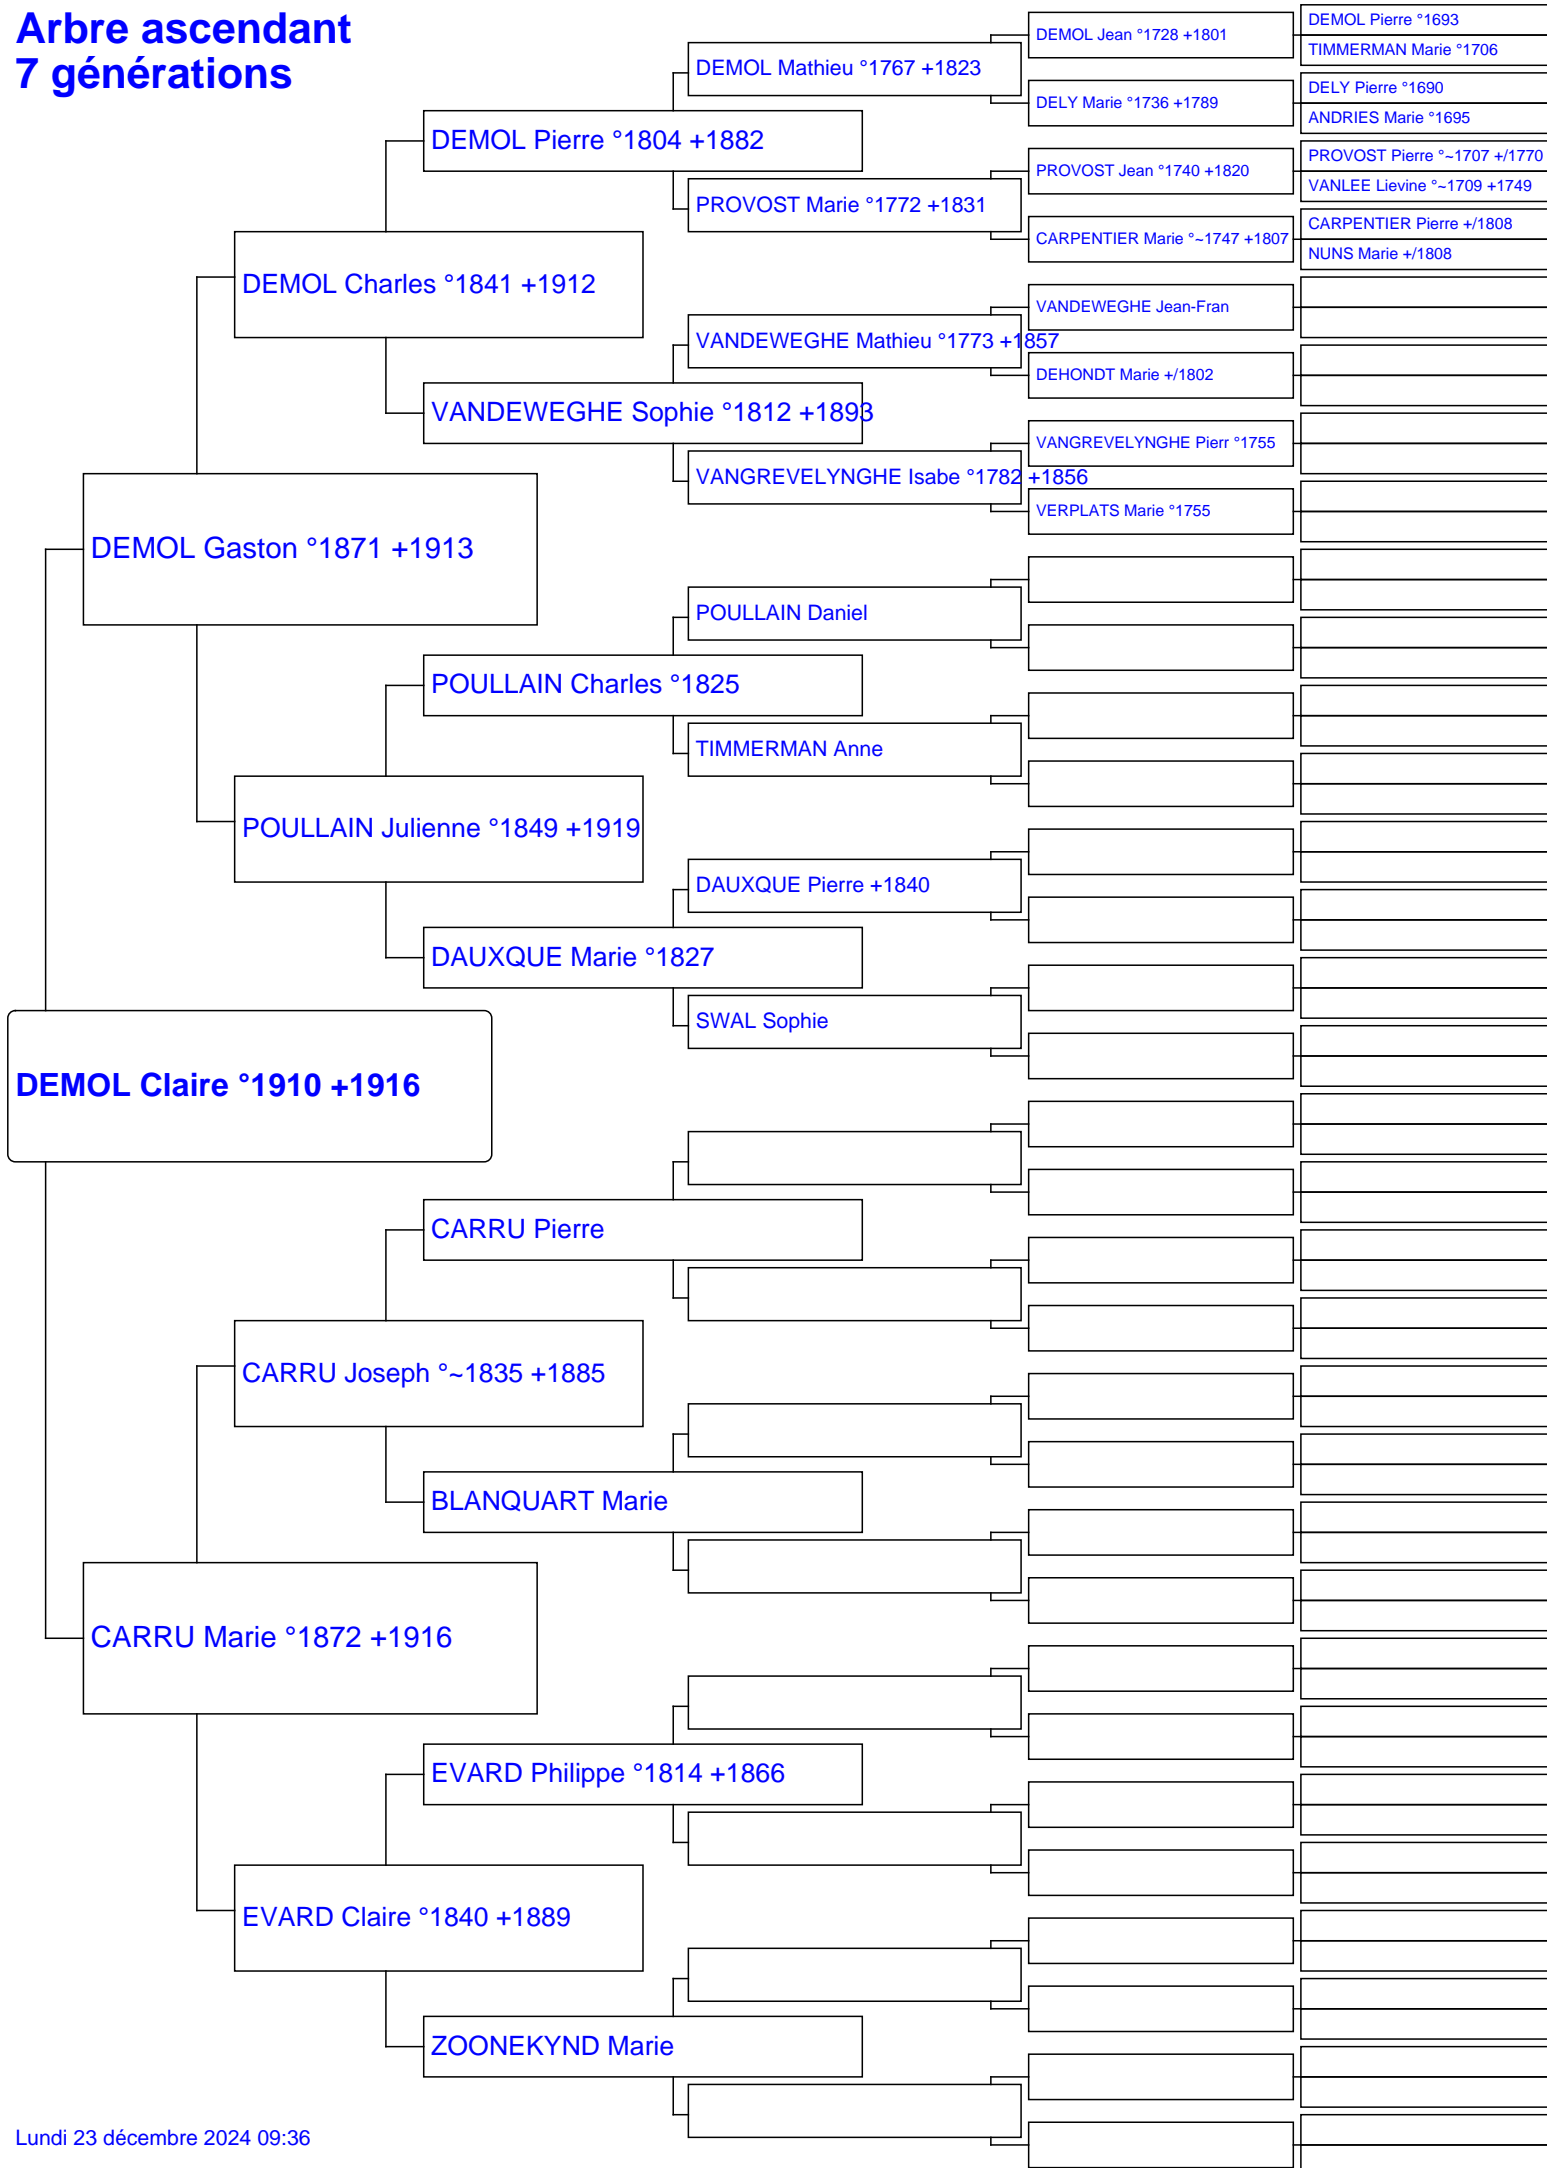 Arbre ascendant
7 générations
DEMOL Claire °1910 +1916
DEMOL Gaston °1871 +1913
CARRU Marie °1872 +1916
DEMOL Charles °1841 +1912
POULLAIN Julienne °1849 +1919
CARRU Joseph °~1835 +1885
EVARD Claire °1840 +1889
DEMOL Pierre °1804 +1882
VANDEWEGHE Sophie °1812 +1893
POULLAIN Charles °1825
DAUXQUE Marie °1827
CARRU Pierre
BLANQUART Marie
EVARD Philippe °1814 +1866
ZOONEKYND Marie
DEMOL Mathieu °1767 +1823
PROVOST Marie °1772 +1831
VANDEWEGHE Mathieu °1773 +1857
VANGREVELYNGHE Isabe °1782 +1856
POULLAIN Daniel
TIMMERMAN Anne
DAUXQUE Pierre +1840
SWAL Sophie
DEMOL Jean °1728 +1801
DELY Marie °1736 +1789
PROVOST Jean °1740 +1820
CARPENTIER Marie °~1747 +1807
VANDEWEGHE Jean-Fran
DEHONDT Marie +/1802
VANGREVELYNGHE Pierr °1755
VERPLATS Marie °1755
DEMOL Pierre °1693
TIMMERMAN Marie °1706
DELY Pierre °1690
ANDRIES Marie °1695
PROVOST Pierre °~1707 +/1770
VANLEE Lievine °~1709 +1749
CARPENTIER Pierre +/1808
NUNS Marie +/1808
Lundi 23 décembre 2024 09:36